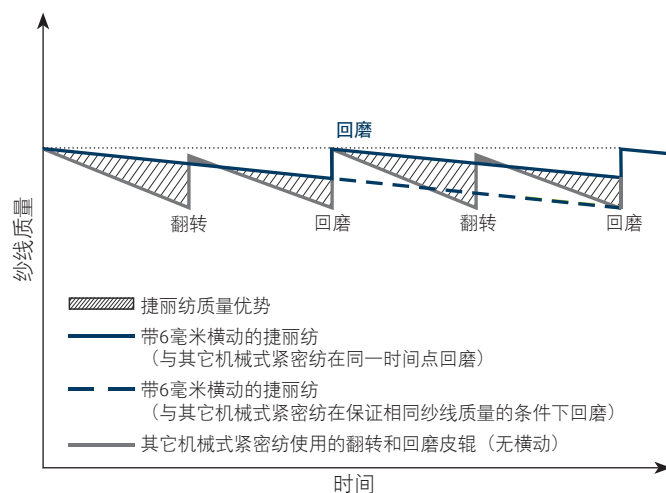 回磨
翻转
回磨
翻转
回磨
纱线质量
捷丽纺质量优势
带6毫米横动的捷丽纺
（与其它机械式紧密纺在同一时间点回磨）
带6毫米横动的捷丽纺
（与其它机械式紧密纺在保证相同纱线质量的条件下回磨）
其它机械式紧密纺使用的翻转和回磨皮辊（无横动）
时间